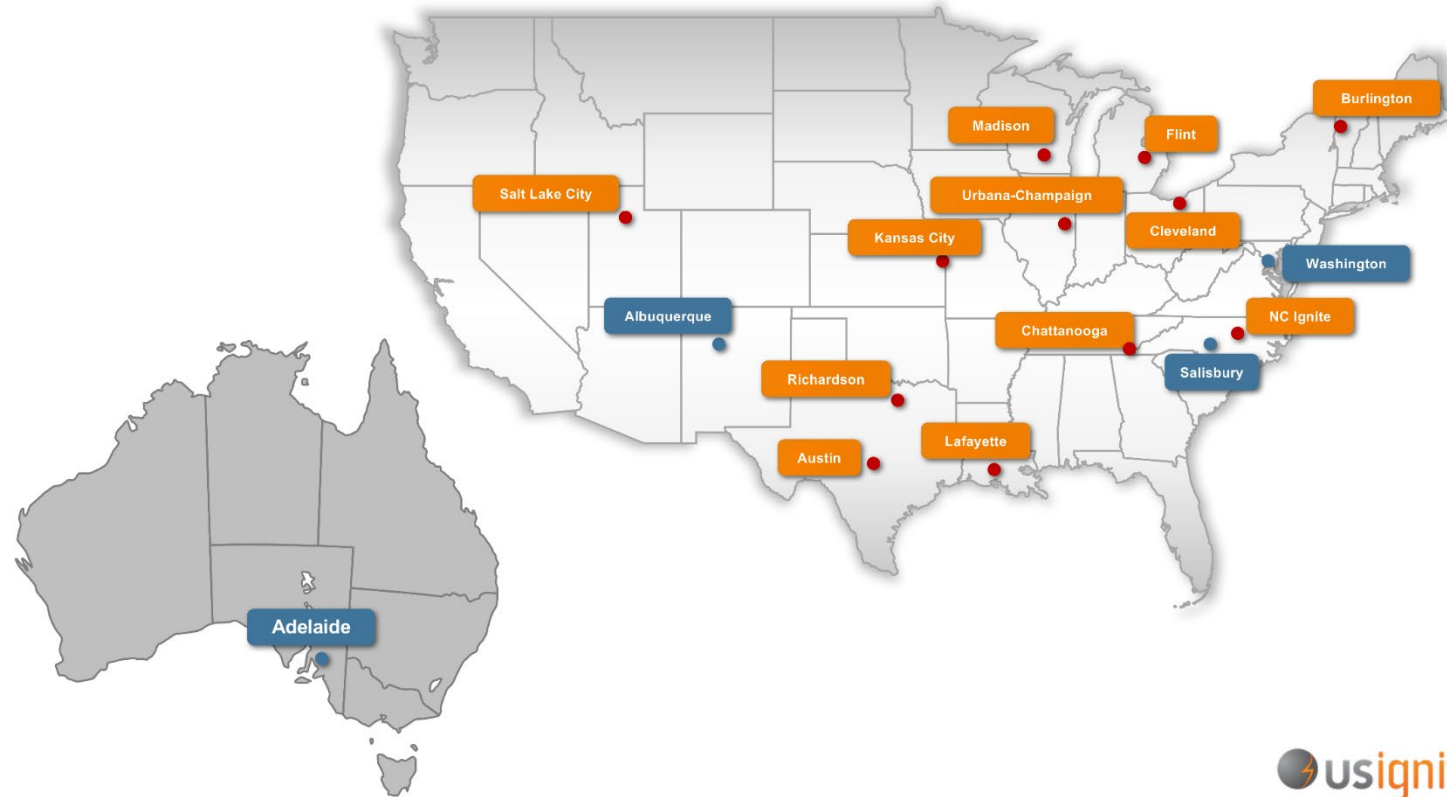 Burlington
Madison
Flint
Salt Lake City
Urbana-Champaign
Kansas City
Cleveland
Washington
Albuquerque
Chattanooga
NC Ignite
Richardson
Salisbury
Lafayette
Austin
Adelaide
usigni